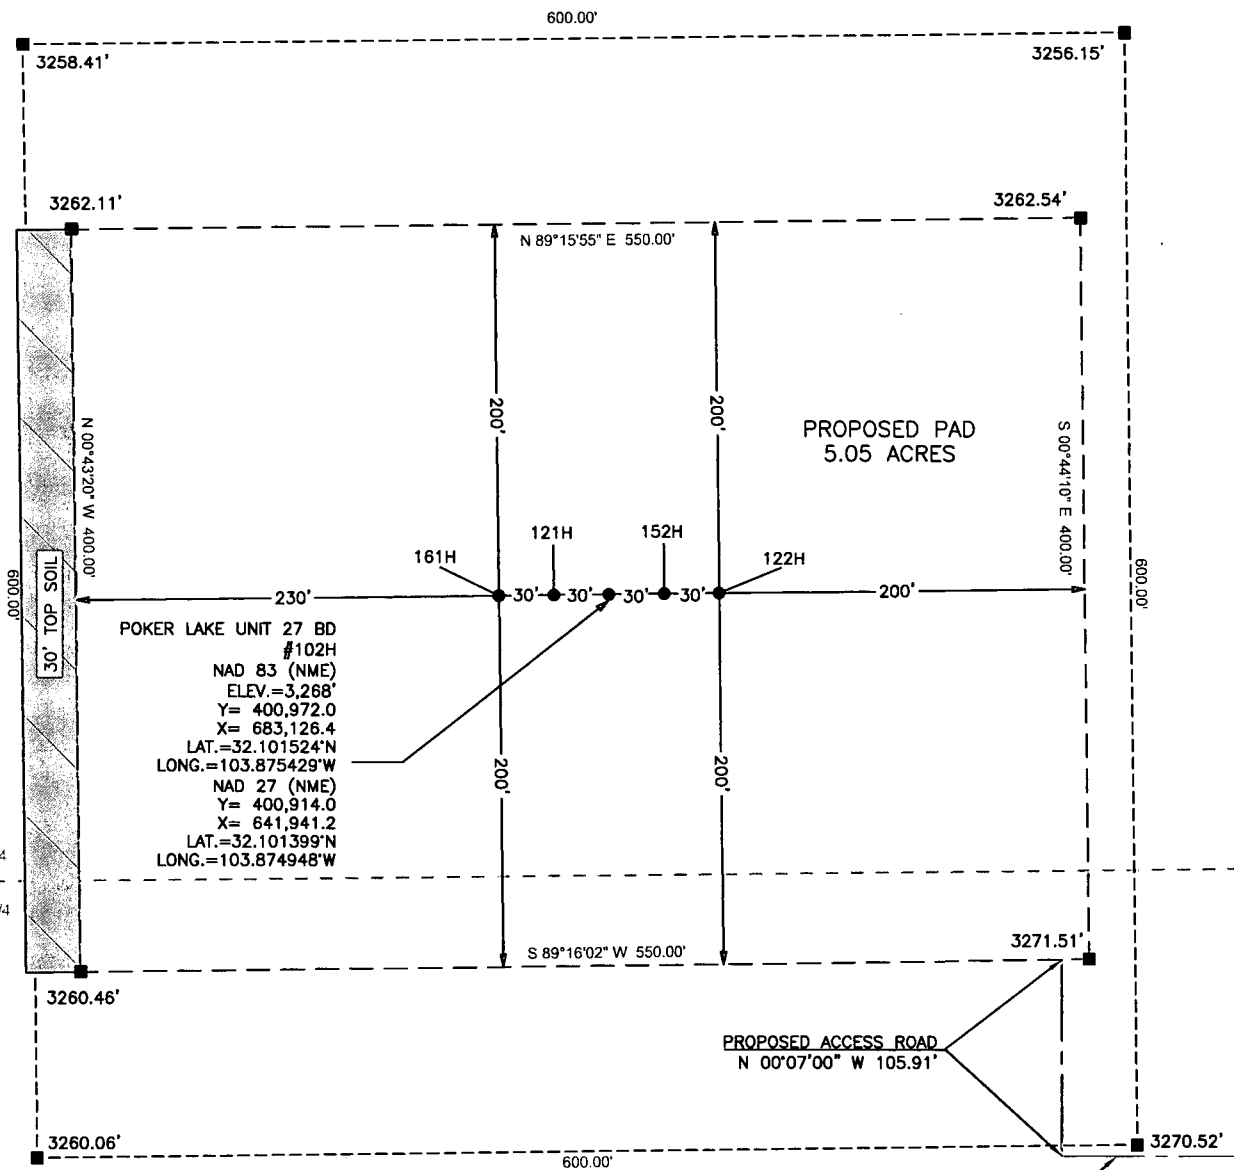 600.00'
3258.41'
3256.15'
3262.11'
3262.54'
N 89°15'55" E 550.00'
200'
200'
PROPOSED PAD
5.05 ACRES
N 00°43'20" W 400.00'
S 00°44'10" E 400.00'
161H
121H
152H
122H
600.00'
30' TOP SOIL
600.00'
230'
30'
30'
30'
30'
200'
POKER LAKE UNIT 27 BD
#102H
NAD 83 (NME)
ELEV.=3,268'
Y= 400,972.0
X= 683,126.4
LAT.=32.101524°N
LONG.=103.875429°W
NAD 27 (NME)
Y= 400,914.0
X= 641,941.2
LAT.=32.101399°N
LONG.=103.874948°W
200'
200'
4
/4
S 89°16'02" W 550.00'
3271.51'
3260.46'
PROPOSED ACCESS ROAD
N 00°07'00" W 105.91'
3260.06'
3270.52'
600.00'